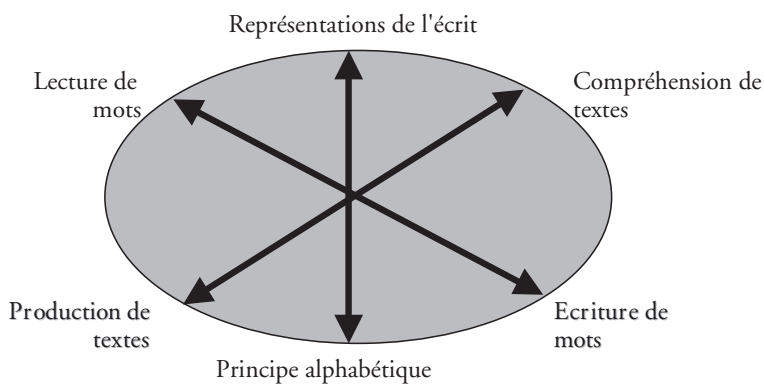 Représentations de l'écrit
Lecture de
mots
Compréhension de
textes
Production de
textes
Ecriture de
mots
Principe alphabétique